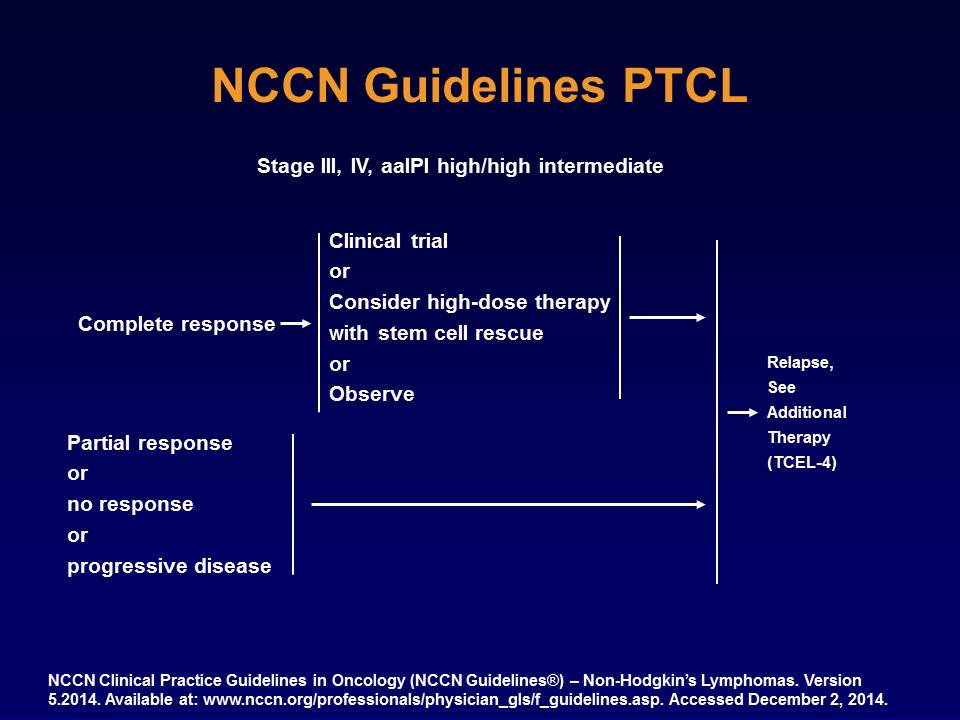 NCCN Guidelines PTCL
Stage III, IV, aaIPI high/high intermediate
Complete response
Clinical trial
or
Consider high-dose therapy
with stem cell rescue
or
Observe
Partial response
or
no response
or
progressive disease
Relapse,
See
Additional
Therapy
(TCEL-4)
NCCN Clinical Practice Guidelines in Oncology (NCCN Guidelines®) – Non-Hodgkin’s Lymphomas. Version
5.2014. Available at: www.nccn.org/professionals/physician_gls/f_guidelines.asp. Accessed December 2, 2014.